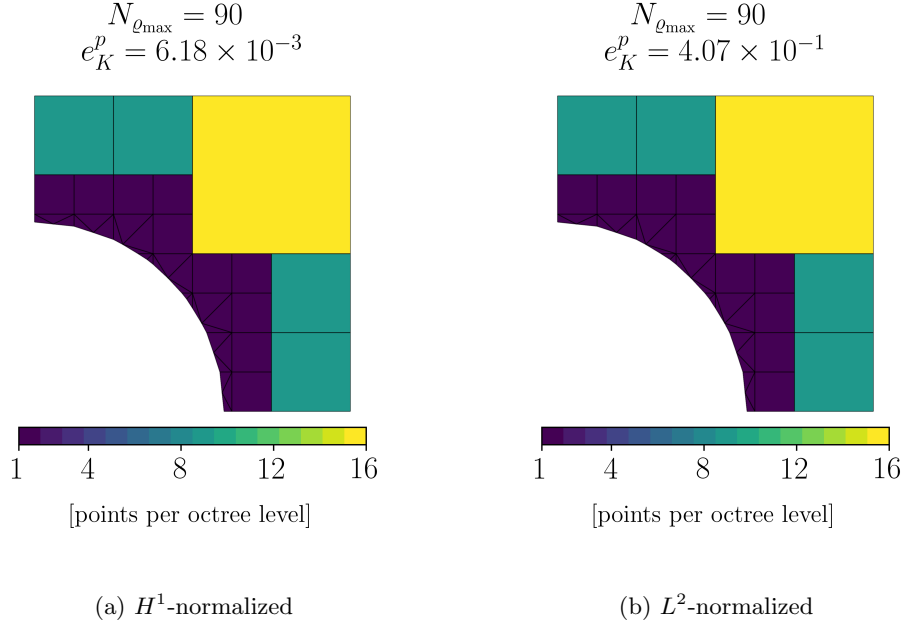 N_{ϱ_max} = 90
e_K^p = 6.18 × 10^{-3}
1 4 8 12 16
[points per octree level]
(a) H^1-normalized
N_{ϱ_max} = 90
e_K^p = 4.07 × 10^{-1}
1 4 8 12 16
[points per octree level]
(b) L^2-normalized